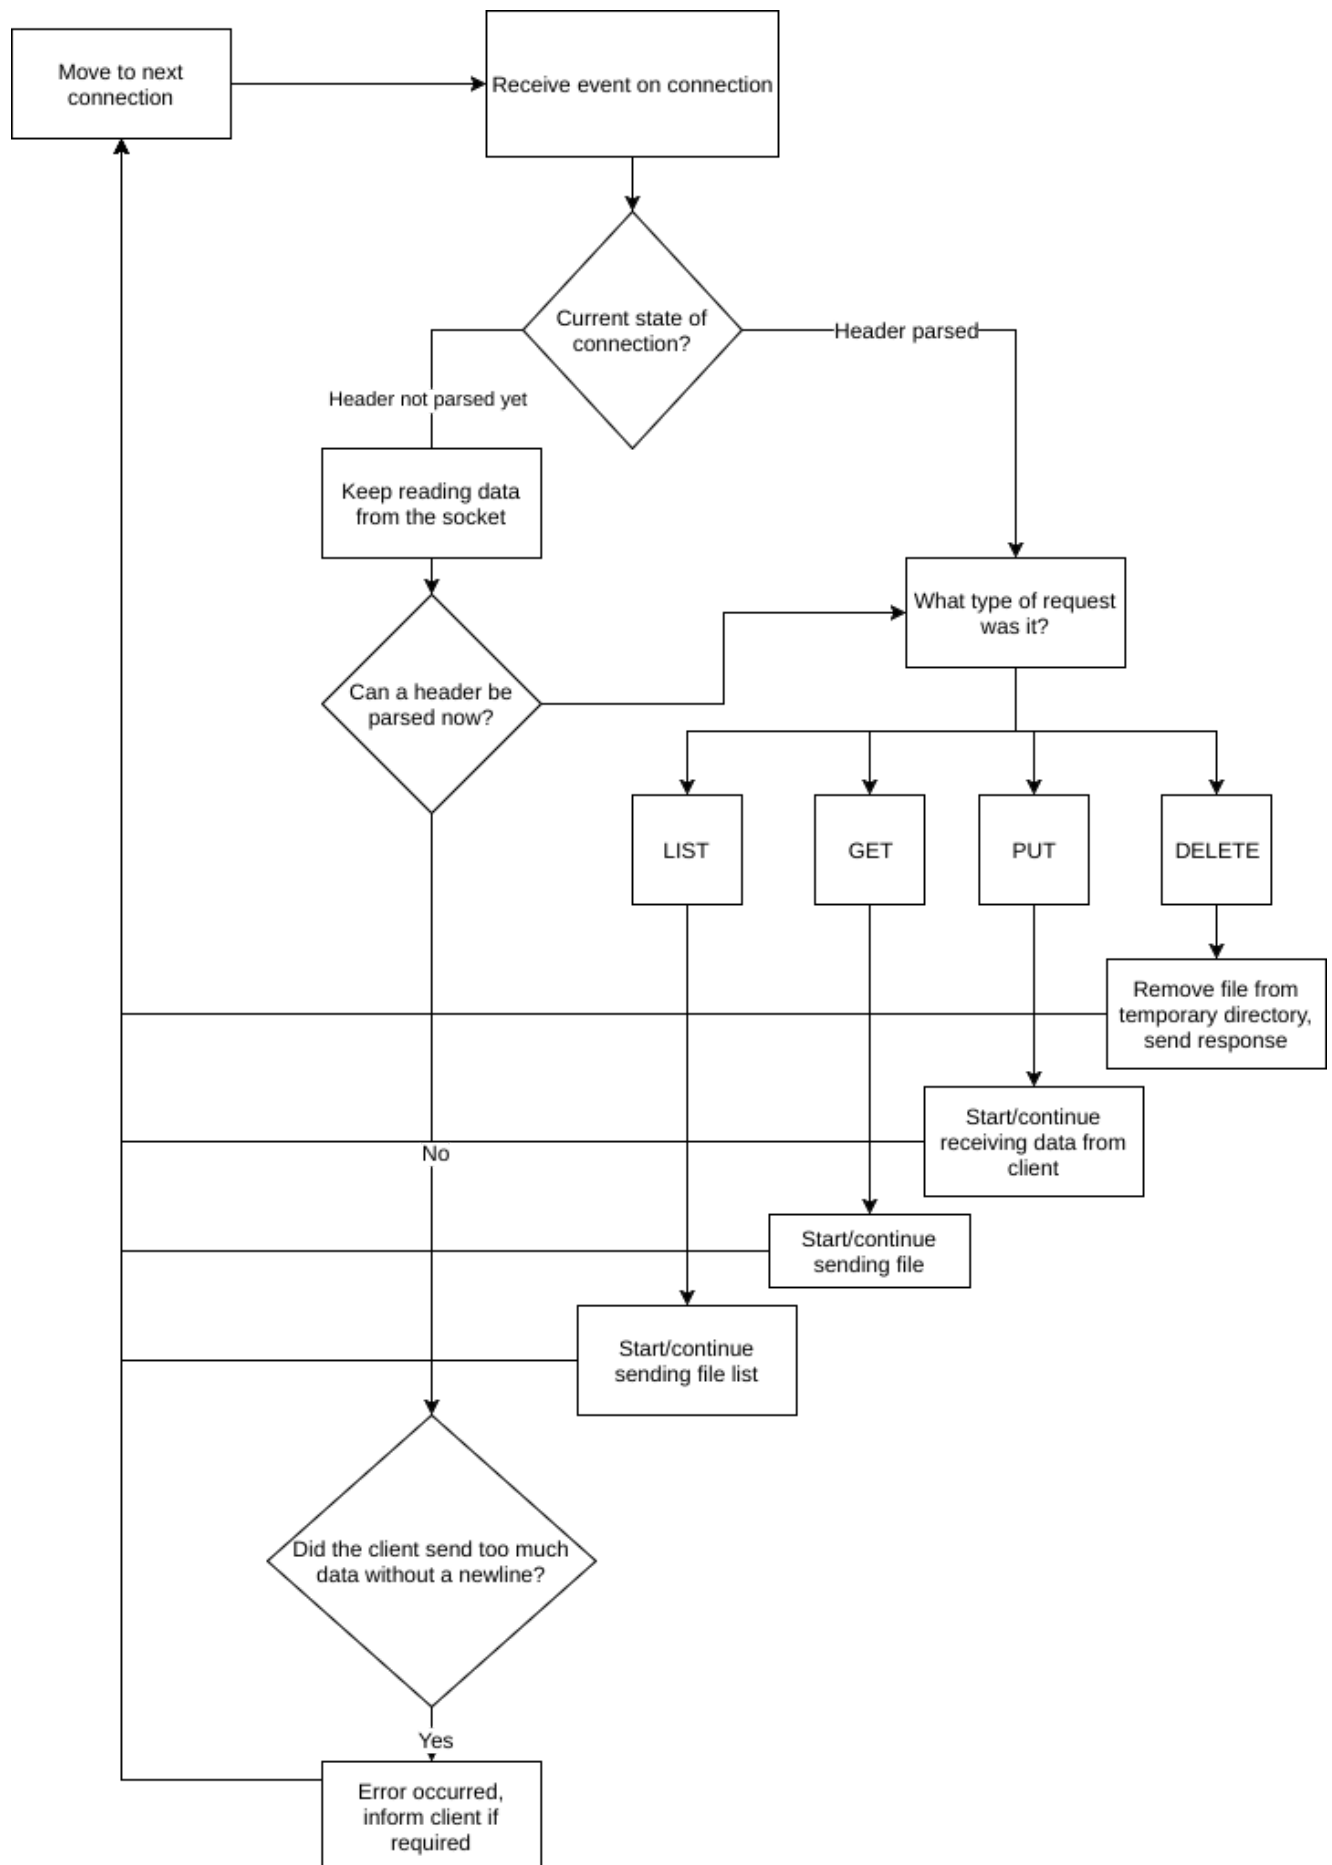 Move to next
connection
Receive event on connection
Current state of
connection?
Header parsed
Header not parsed yet
Keep reading data
from the socket
What type of request
was it?
Can a header be
parsed now?
LIST
GET
PUT
DELETE
Remove file from
temporary directory,
send response
Start/continue
receiving data from
client
No
Start/continue
sending file
Start/continue
sending file list
Did the client send too much
data without a newline?
Yes
Error occurred,
inform client if
required